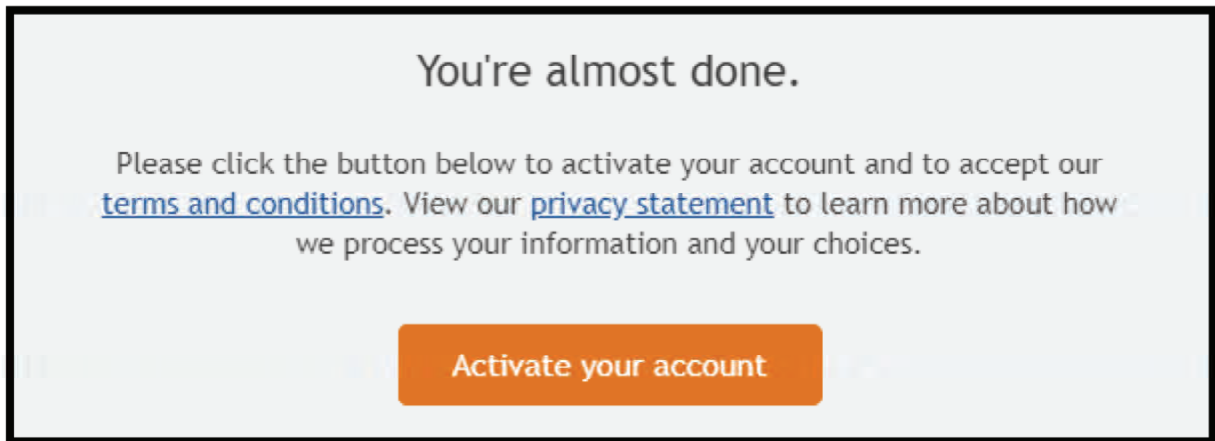 You're almost done.
Please click the button below to activate your account and to accept our
terms and conditions. View our privacy statement to learn more about how
we process your information and your choices.
Activate your account